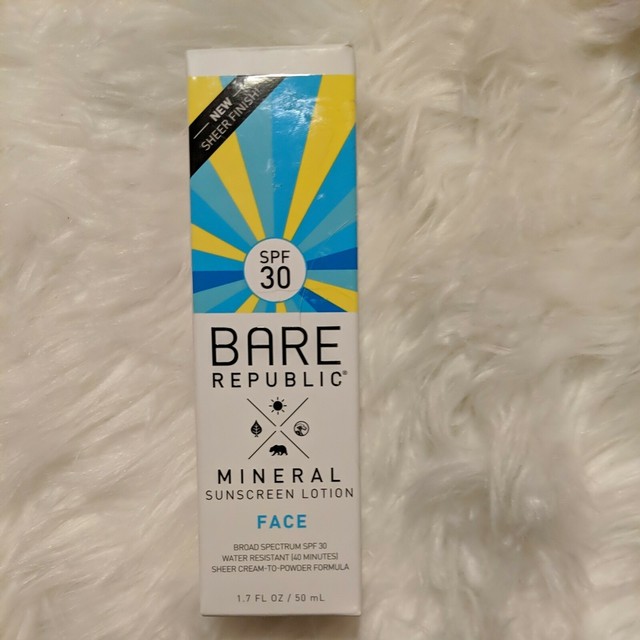 NEW
SHEER FINISH
SPF
30
BARE
REPUBLIC®
MINERAL
SUNSCREEN LOTION
FACE
BROAD SPECTRUM SPF 30
WATER RESISTANT (40 MINUTES)
SHEER CREAM-TO-POWDER FORMULA
1.7 FL OZ / 50 mL